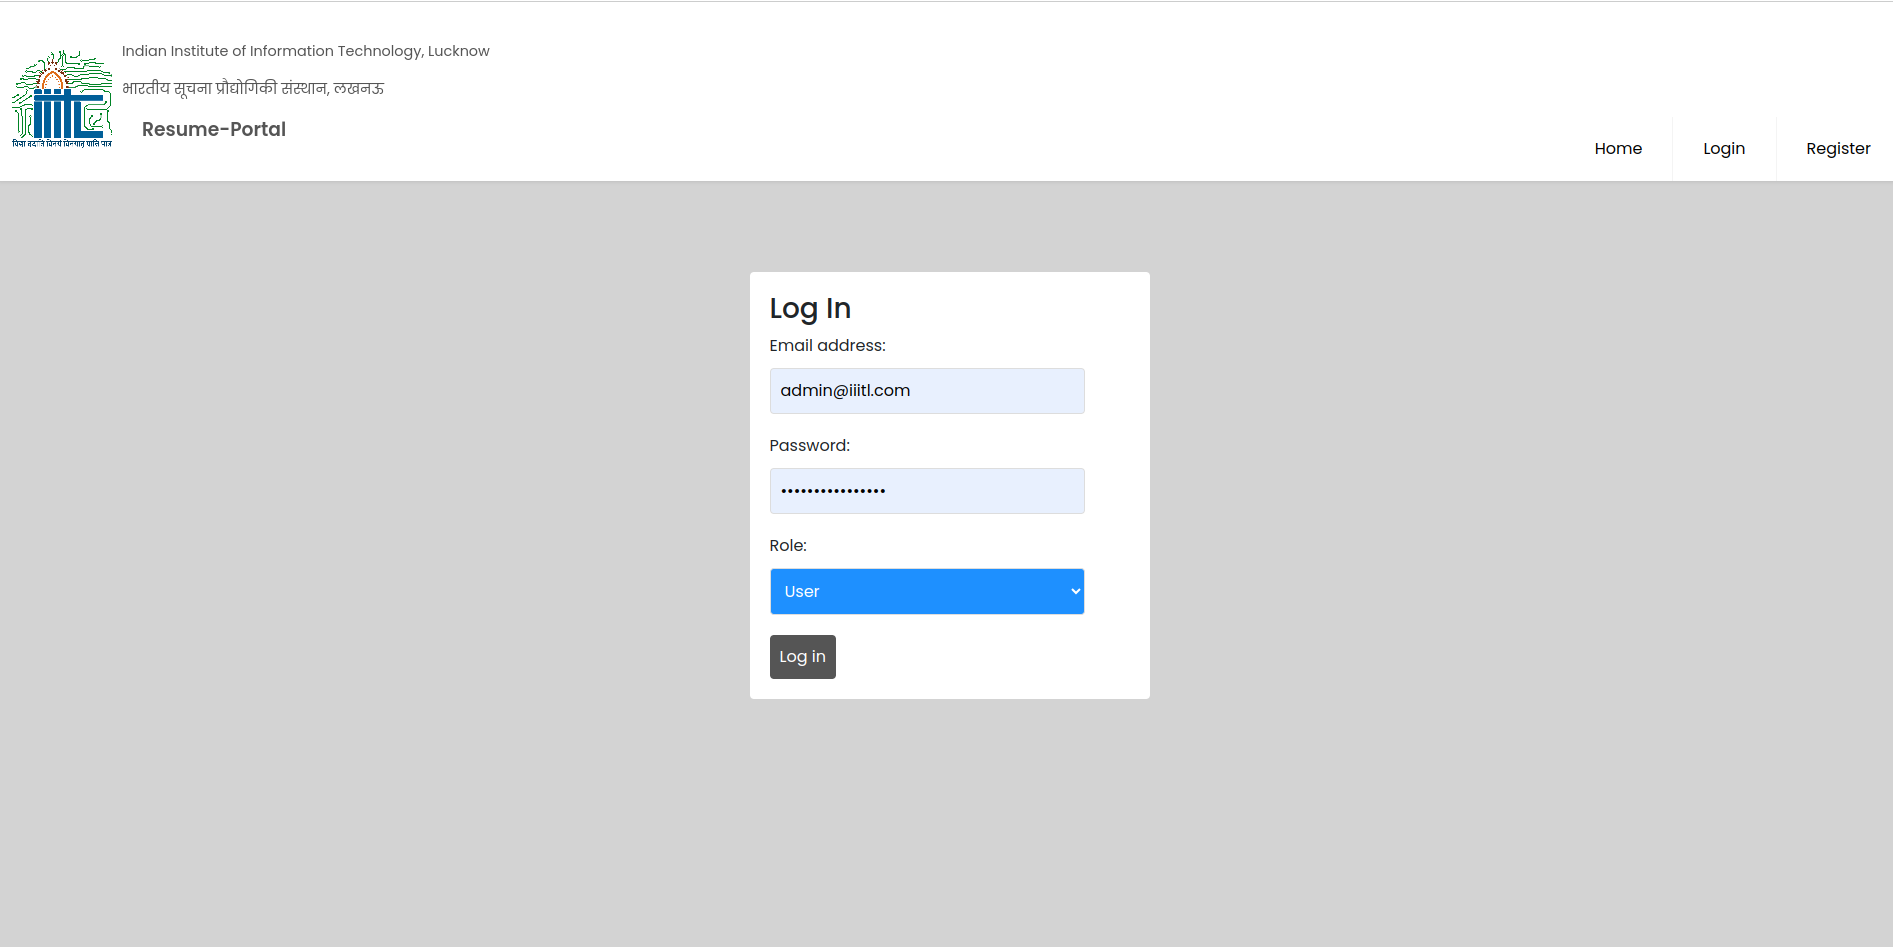 Indian Institute of Information Technology, Lucknow
भारतीय सूचना प्रौद्योगिकी संस्थान, लखनऊ
Resume-Portal
Home
Login
Register
Log In
Email address:
admin@iiitl.com
Password:
••••••••••••••••
Role:
User
Log in